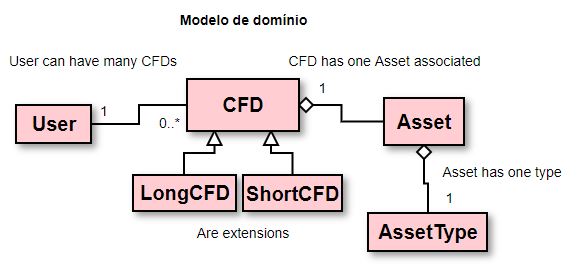 Modelo de domínio
User can have many CFDs
CFD has one Asset associated
User
1
0..*
CFD
1
Asset
Asset has one type
1
LongCFD
ShortCFD
AssetType
Are extensions